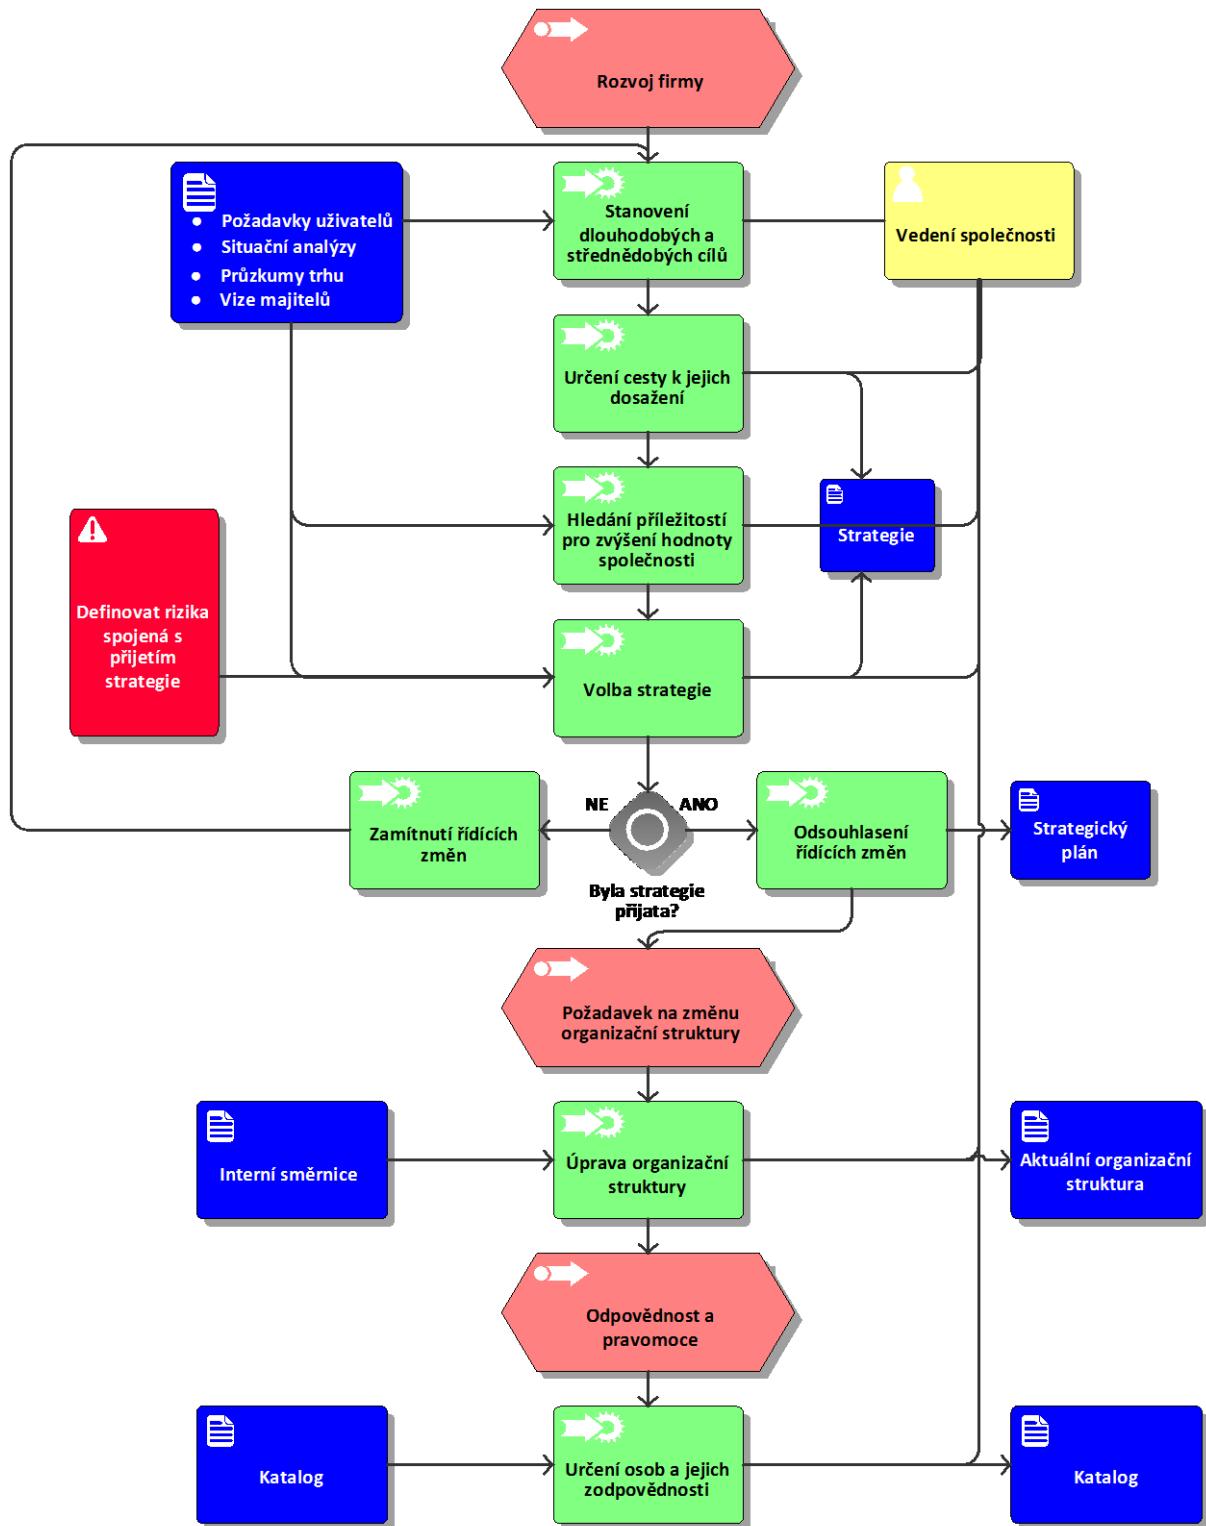 Rozvoj firmy
Požadavky uživatelů
Situační analýzy
Průzkumy trhu
Vize majitelů
Stanovení
dlouhodobých a
střednědobých cílů
Vedení společnosti
Určení cesty k jejich
dosažení
Hledání příležitostí
pro zvýšení hodnoty
společnosti
Strategie
Definovat rizika
spojená s
přijetím
strategie
Volba strategie
NE
ANO
Zamítnutí řídících
změn
Odsouhlasení
řídících změn
Strategický
plán
Byla strategie
přijata?
Požadavek na změnu
organizační struktury
Interní směrnice
Úprava organizační
struktury
Aktuální organizační
struktura
Odpovědnost a
pravomoce
Katalog
Určení osob a jejich
zodpovědnosti
Katalog